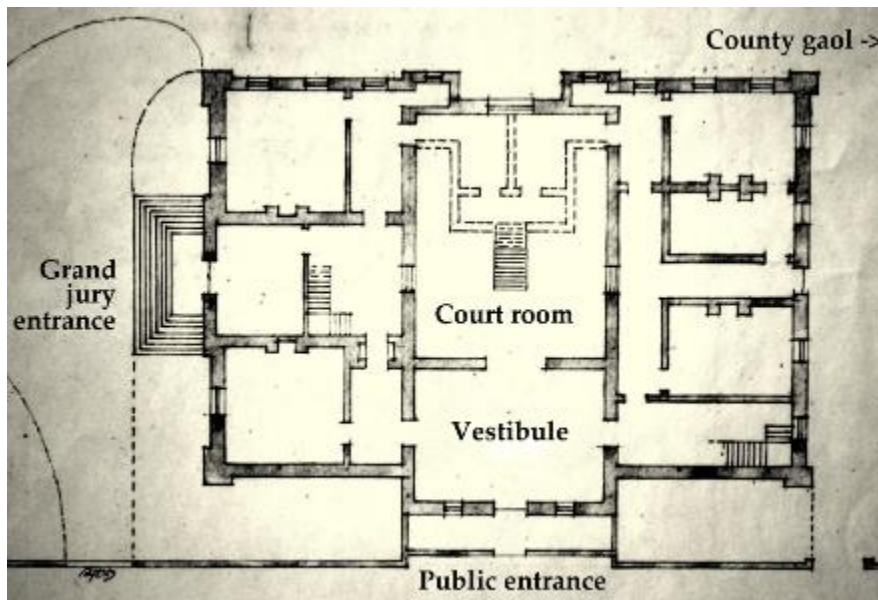 County gaol ->
Grand
jury
entrance
Court room
Vestibule
Public entrance